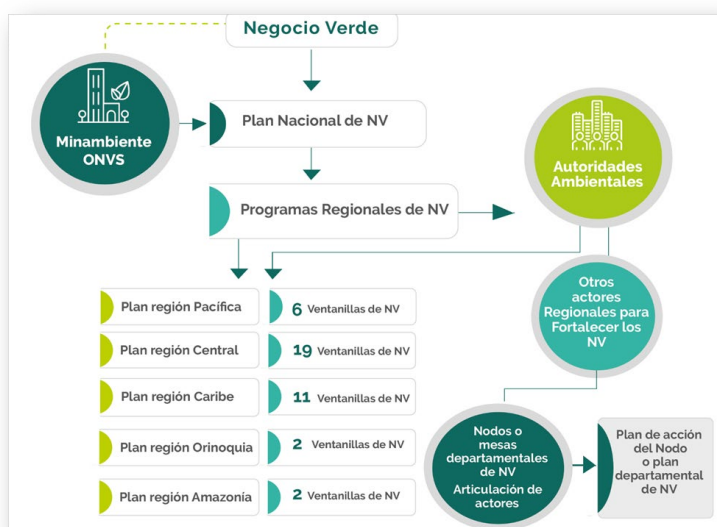 Negocio Verde
Minambiente
ONVS
Plan Nacional de NV
Autoridades
Ambientales
Programas Regionales de NV
Otros
actores
Regionales para
Fortalecer los
NV
Plan región Pacífica
6 Ventanillas de NV
Plan región Central
19 Ventanillas de NV
Plan región Caribe
11 Ventanillas de NV
Plan región Orinoquia
2 Ventanillas de NV
Plan región Amazonía
2 Ventanillas de NV
Nodos o
mesas
departamentales
de NV
Articulación de
actores
Plan de acción
del Nodo
o plan
departamental
de NV